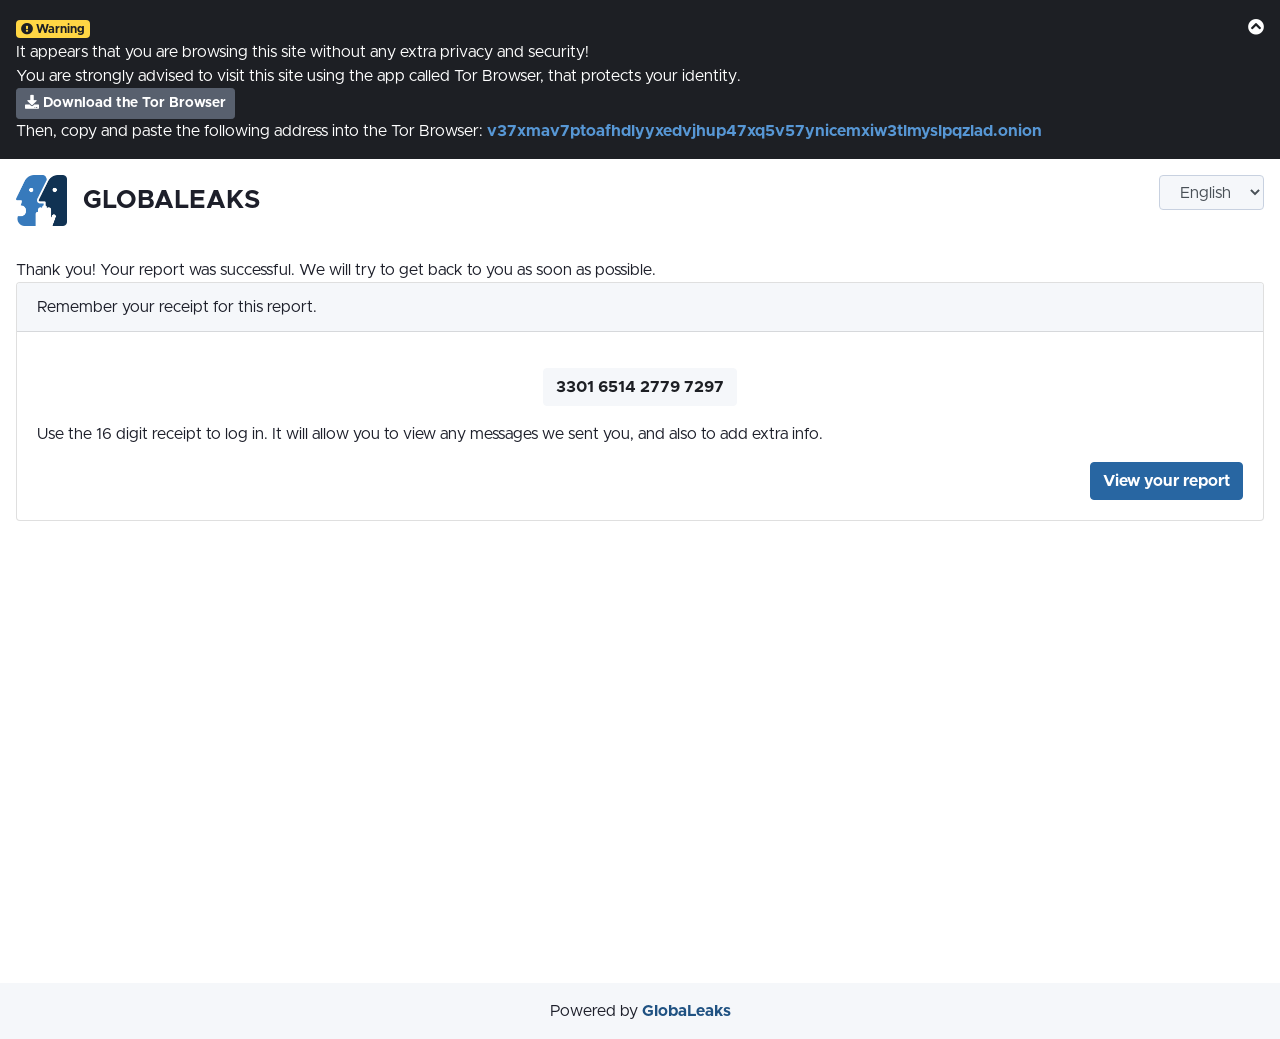 Warning
It appears that you are browsing this site without any extra privacy and security!
You are strongly advised to visit this site using the app called Tor Browser, that protects your identity.
Download the Tor Browser
Then, copy and paste the following address into the Tor Browser: v37xmav7ptoafhdlyyxedvjhup47xq5v57ynicemxiw3tlmyslpqzlad.onion
GLOBALEAKS
English
Thank you! Your report was successful. We will try to get back to you as soon as possible.
Remember your receipt for this report.
3301 6514 2779 7297
Use the 16 digit receipt to log in. It will allow you to view any messages we sent you, and also to add extra info.
View your report
Powered by GlobaLeaks